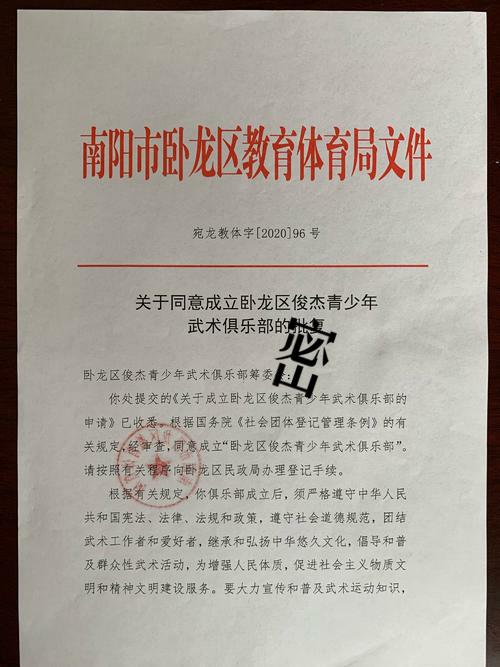 南阳市卧龙区教育体育局文件
宛龙教体字[2020]96号
关于同意成立卧龙区俊杰青少年
武术俱乐部的批复
密
卧龙区俊杰青少年武术俱乐部筹委会:
你处提交的《关于成立卧龙区俊杰青少年武术俱乐部的
申请》已收悉。根据国务院《社会团体登记管理条例》的有
关规定,经审查,同意成立“卧龙区俊杰青少年武术俱乐部”。
请按照有关程序向卧龙区民政局办理登记手续。
根据有关规定,你俱乐部成立后,须严格遵守中华人民
共和国宪法、法律、法规和政策,遵守社会道德规范,团结
武术工作者和爱好者,继承和弘扬中华悠久文化,倡导和普
及群众性武术活动,为增强人民体质,促进社会主义物质文
明和精神文明建设服务。要大力宣传和普及武术运动知识,